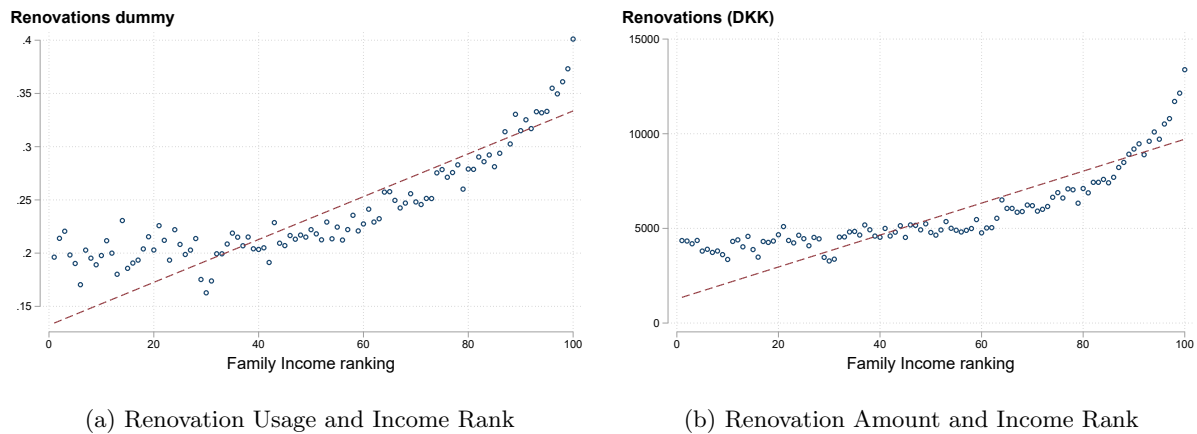 Renovations dummy
.4
.35
.3
.25
.2
.15
0 20 40 60 80 100
Family Income ranking
(a) Renovation Usage and Income Rank
Renovations (DKK)
15000
10000
5000
0
0 20 40 60 80 100
Family Income ranking
(b) Renovation Amount and Income Rank